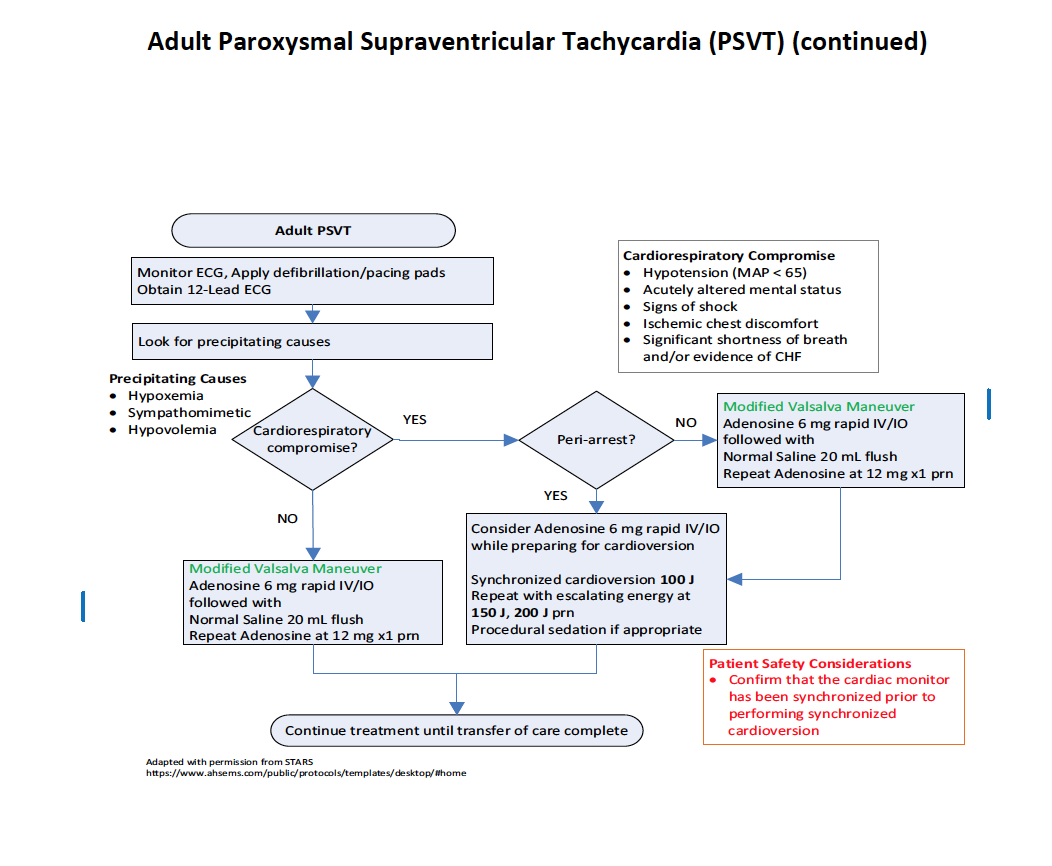 Adult Paroxysmal Supraventricular Tachycardia (PSVT) (continued)
Adult PSVT
Monitor ECG, Apply defibrillation/pacing pads
Obtain 12-Lead ECG
Look for precipitating causes
Cardiorespiratory Compromise
● Hypotension (MAP < 65)
● Acutely altered mental status
● Signs of shock
● Ischemic chest discomfort
● Significant shortness of breath
and/or evidence of CHF
Precipitating Causes
● Hypoxemia
● Sympathomimetic
● Hypovolemia
Cardiorespiratory
compromise?
YES
Peri-arrest?
NO
Modified Valsalva Maneuver
Adenosine 6 mg rapid IV/IO
followed with
Normal Saline 20 mL flush
Repeat Adenosine at 12 mg x1 prn
YES
Consider Adenosine 6 mg rapid IV/IO
while preparing for cardioversion
Synchronized cardioversion 100 J
Repeat with escalating energy at
150 J, 200 J prn
Procedural sedation if appropriate
NO
Modified Valsalva Maneuver
Adenosine 6 mg rapid IV/IO
followed with
Normal Saline 20 mL flush
Repeat Adenosine at 12 mg x1 prn
Patient Safety Considerations
● Confirm that the cardiac monitor
has been synchronized prior to
performing synchronized
cardioversion
Continue treatment until transfer of care complete
Adapted with permission from STARS
https://www.ahsems.com/public/protocols/templates/desktop/#home